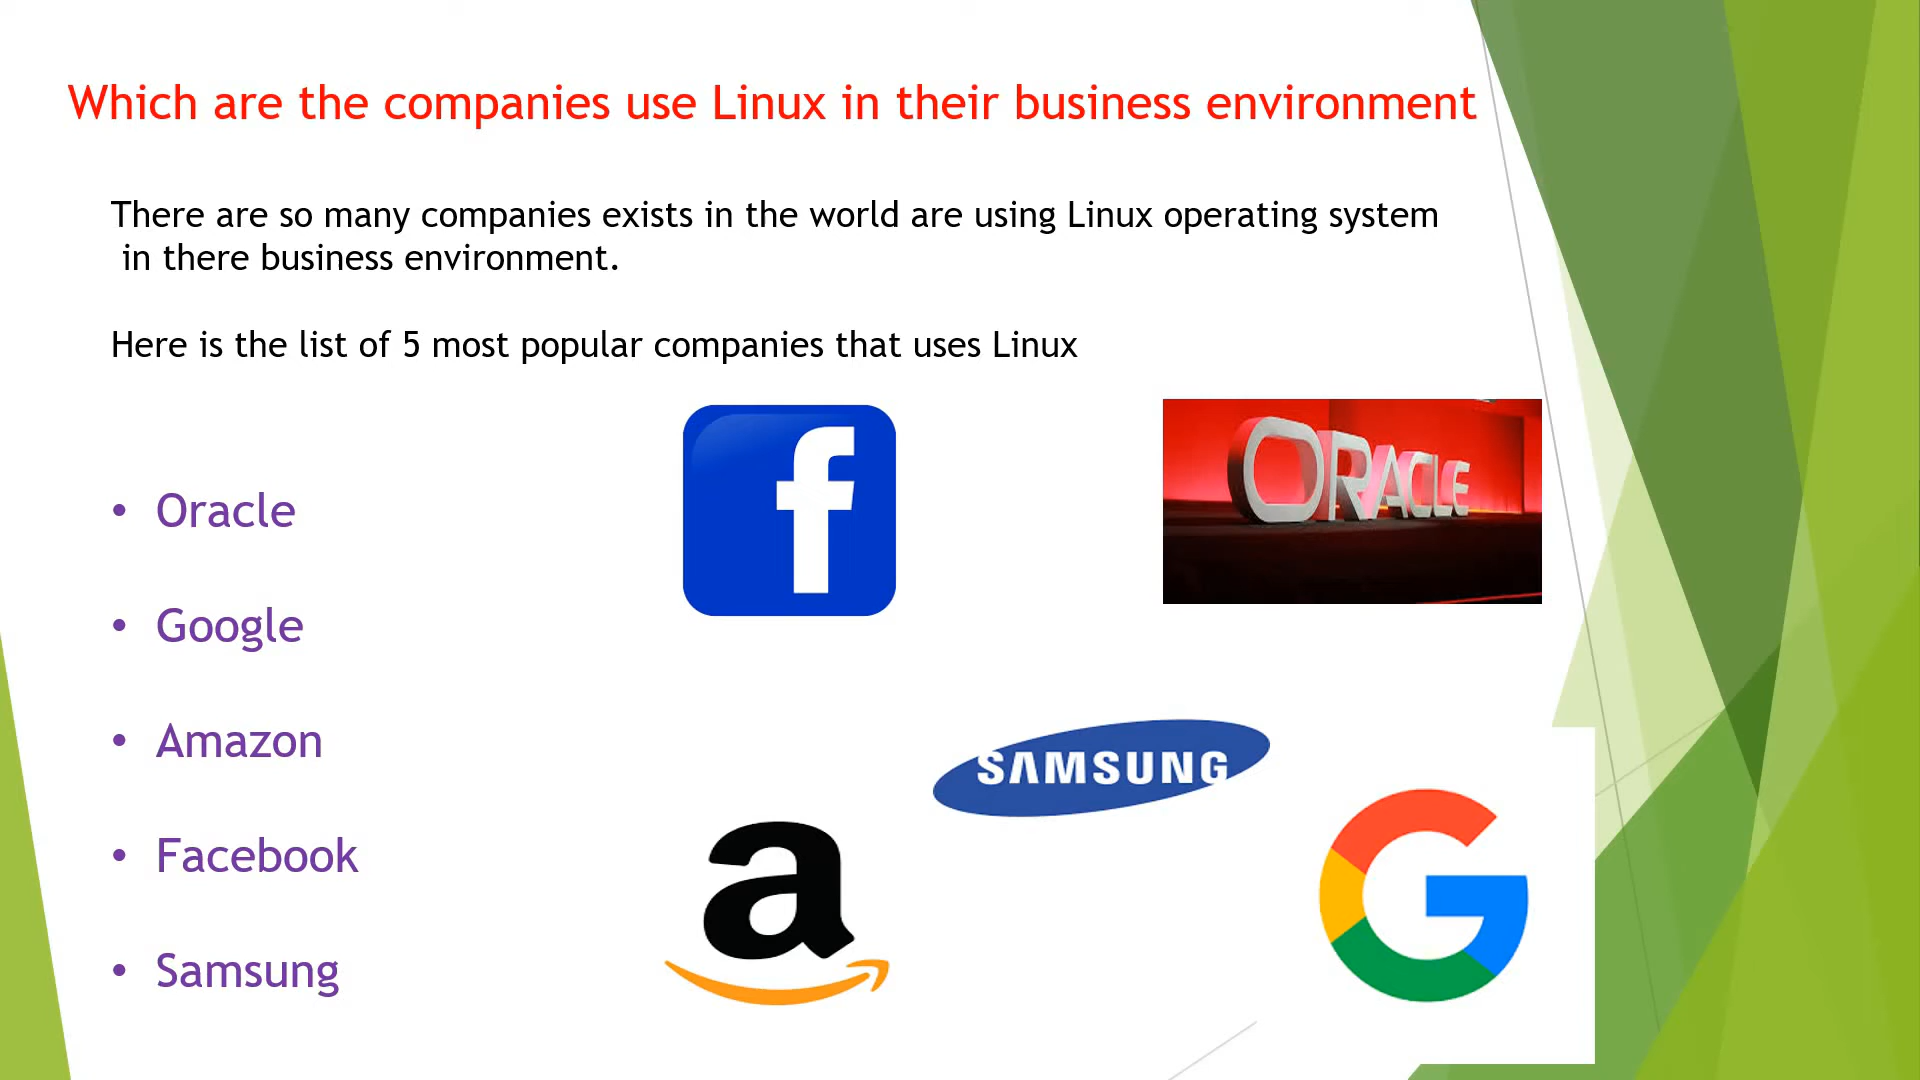 Which are the companies use Linux in their business environment
There are so many companies exists in the world are using Linux operating system
in there business environment.
Here is the list of 5 most popular companies that uses Linux
• Oracle
• Google
• Amazon
• Facebook
• Samsung
f
ORACLE
SAMSUNG
a
G